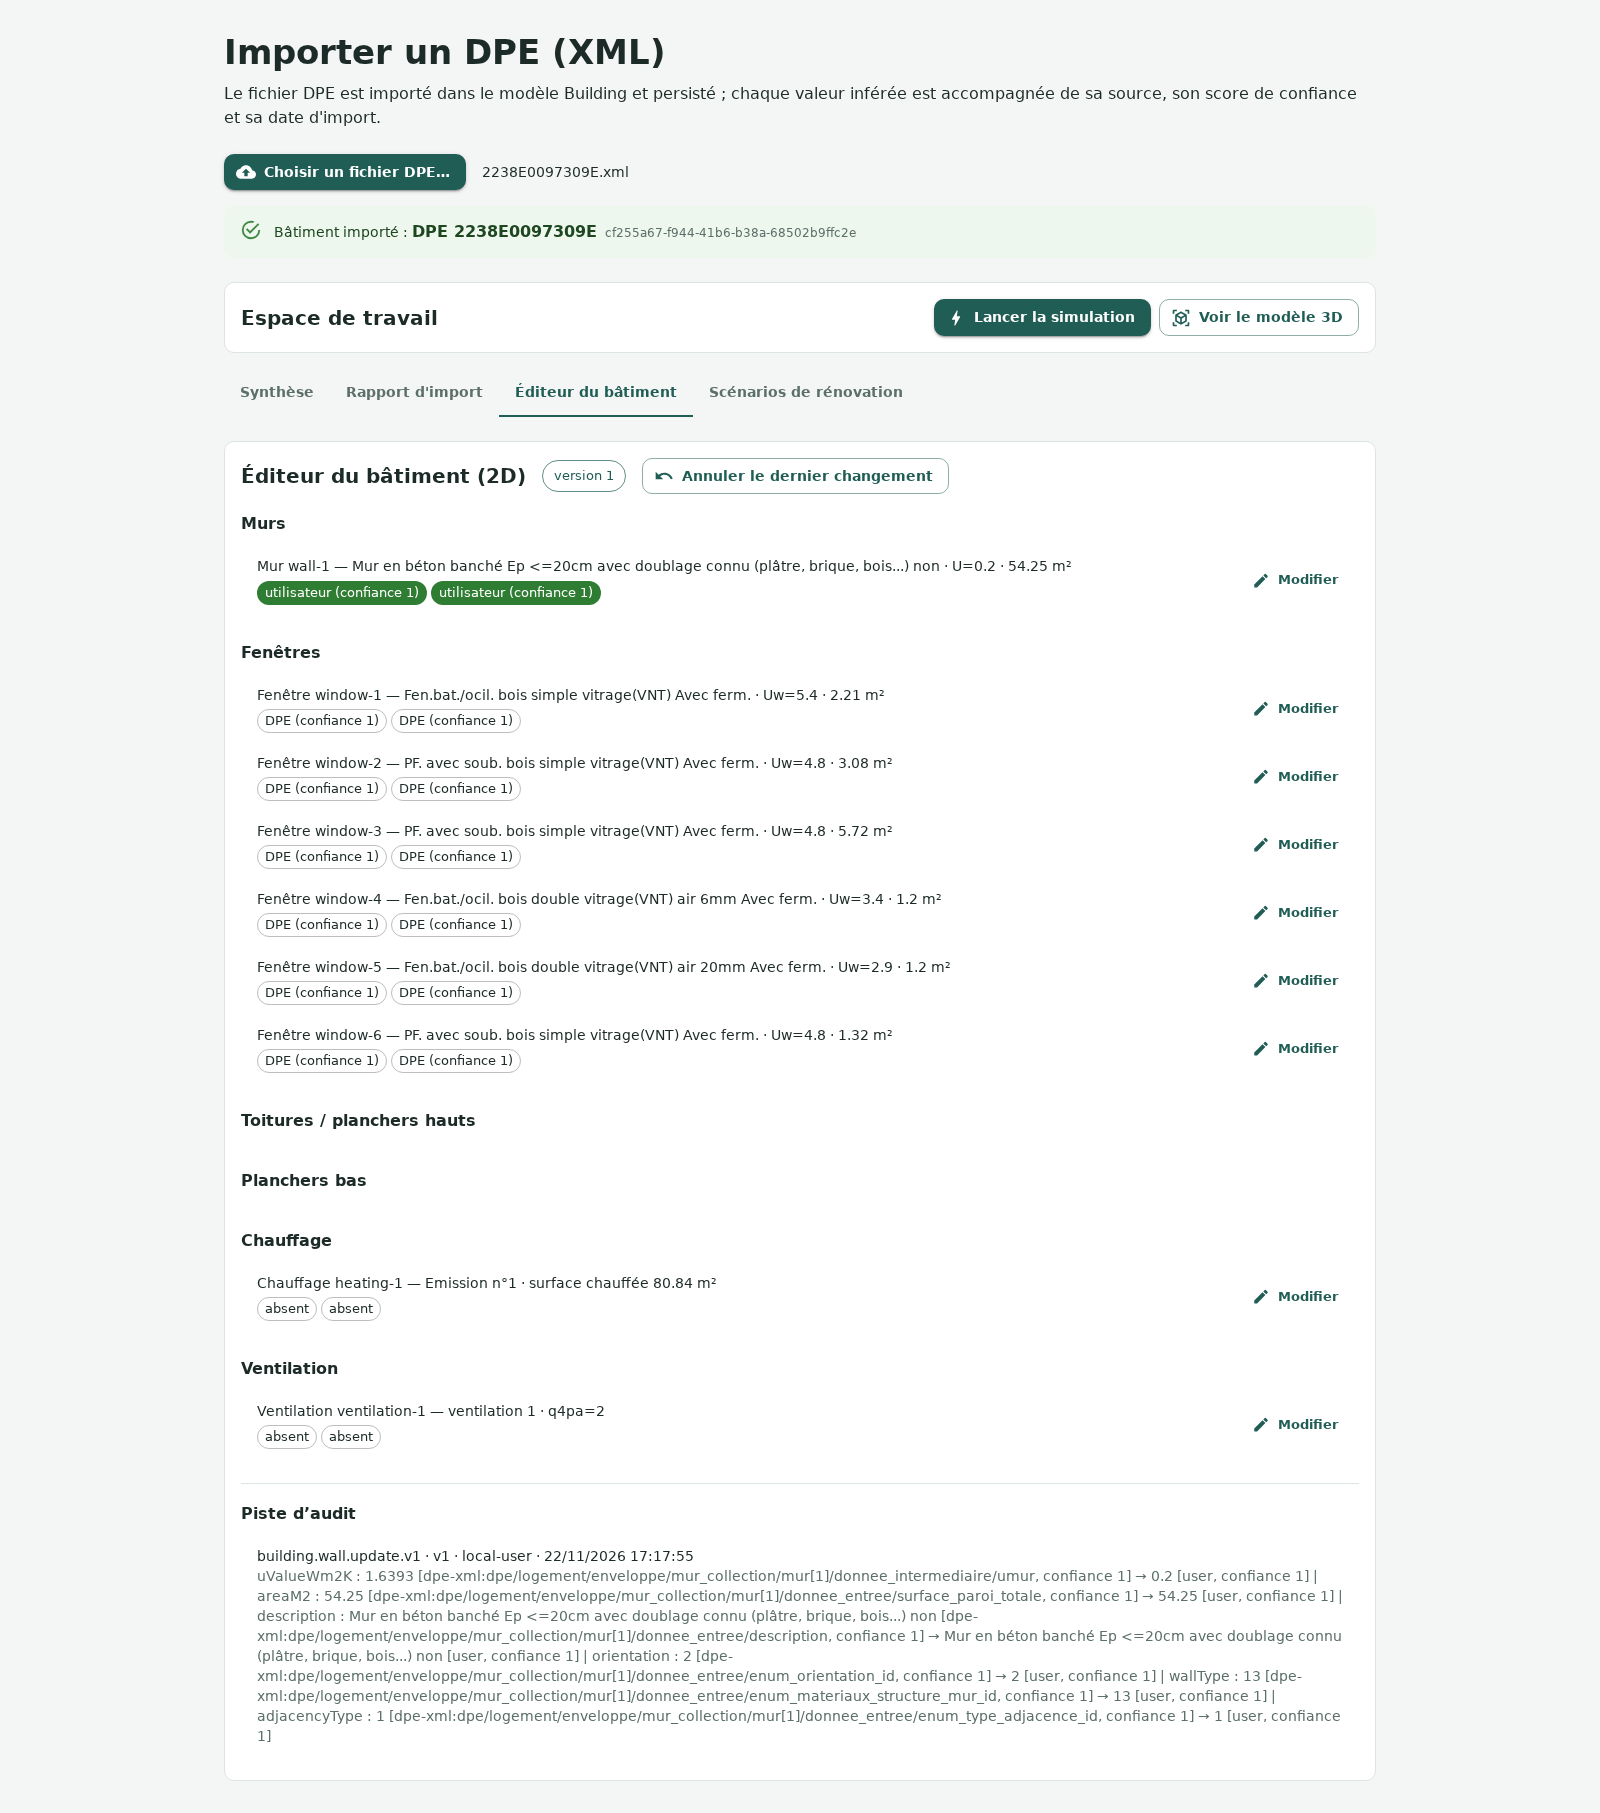 Importer un DPE (XML)
Le fichier DPE est importé dans le modèle Building et persisté ; chaque valeur inférée est accompagnée de sa source, son score de confiance
et sa date d'import.
Choisir un fichier DPE…
2238E0097309E.xml
Bâtiment importé : DPE 2238E0097309E cf255a67-f944-41b6-b38a-68502b9ffc2e
Espace de travail
Lancer la simulation
Voir le modèle 3D
Synthèse
Rapport d'import
Éditeur du bâtiment
Scénarios de rénovation
Éditeur du bâtiment (2D)
version 1
Annuler le dernier changement
Murs
Mur wall-1 — Mur en béton banché Ep <=20cm avec doublage connu (plâtre, brique, bois...) non · U=0.2 · 54.25 m²
utilisateur (confiance 1) utilisateur (confiance 1)
Modifier
Fenêtres
Fenêtre window-1 — Fen.bat./ocil. bois simple vitrage(VNT) Avec ferm. · Uw=5.4 · 2.21 m²
DPE (confiance 1) DPE (confiance 1)
Modifier
Fenêtre window-2 — PF. avec soub. bois simple vitrage(VNT) Avec ferm. · Uw=4.8 · 3.08 m²
DPE (confiance 1) DPE (confiance 1)
Modifier
Fenêtre window-3 — PF. avec soub. bois simple vitrage(VNT) Avec ferm. · Uw=4.8 · 5.72 m²
DPE (confiance 1) DPE (confiance 1)
Modifier
Fenêtre window-4 — Fen.bat./ocil. bois double vitrage(VNT) air 6mm Avec ferm. · Uw=3.4 · 1.2 m²
DPE (confiance 1) DPE (confiance 1)
Modifier
Fenêtre window-5 — Fen.bat./ocil. bois double vitrage(VNT) air 20mm Avec ferm. · Uw=2.9 · 1.2 m²
DPE (confiance 1) DPE (confiance 1)
Modifier
Fenêtre window-6 — PF. avec soub. bois simple vitrage(VNT) Avec ferm. · Uw=4.8 · 1.32 m²
DPE (confiance 1) DPE (confiance 1)
Modifier
Toitures / planchers hauts
Planchers bas
Chauffage
Chauffage heating-1 — Emission n°1 · surface chauffée 80.84 m²
absent absent
Modifier
Ventilation
Ventilation ventilation-1 — ventilation 1 · q4pa=2
absent absent
Modifier
Piste d’audit
building.wall.update.v1 · v1 · local-user · 22/11/2026 17:17:55
uValueWm2K : 1.6393 [dpe-xml:dpe/logement/enveloppe/mur_collection/mur[1]/donnee_intermediaire/umur, confiance 1] → 0.2 [user, confiance 1] |
areaM2 : 54.25 [dpe-xml:dpe/logement/enveloppe/mur_collection/mur[1]/donnee_entree/surface_paroi_totale, confiance 1] → 54.25 [user, confiance 1] |
description : Mur en béton banché Ep <=20cm avec doublage connu (plâtre, brique, bois...) non [dpe-
xml:dpe/logement/enveloppe/mur_collection/mur[1]/donnee_entree/description, confiance 1] → Mur en béton banché Ep <=20cm avec doublage connu
(plâtre, brique, bois...) non [user, confiance 1] | orientation : 2 [dpe-
xml:dpe/logement/enveloppe/mur_collection/mur[1]/donnee_entree/enum_orientation_id, confiance 1] → 2 [user, confiance 1] | wallType : 13 [dpe-
xml:dpe/logement/enveloppe/mur_collection/mur[1]/donnee_entree/enum_materiaux_structure_mur_id, confiance 1] → 13 [user, confiance 1] |
adjacencyType : 1 [dpe-xml:dpe/logement/enveloppe/mur_collection/mur[1]/donnee_entree/enum_type_adjacence_id, confiance 1] → 1 [user, confiance
1]